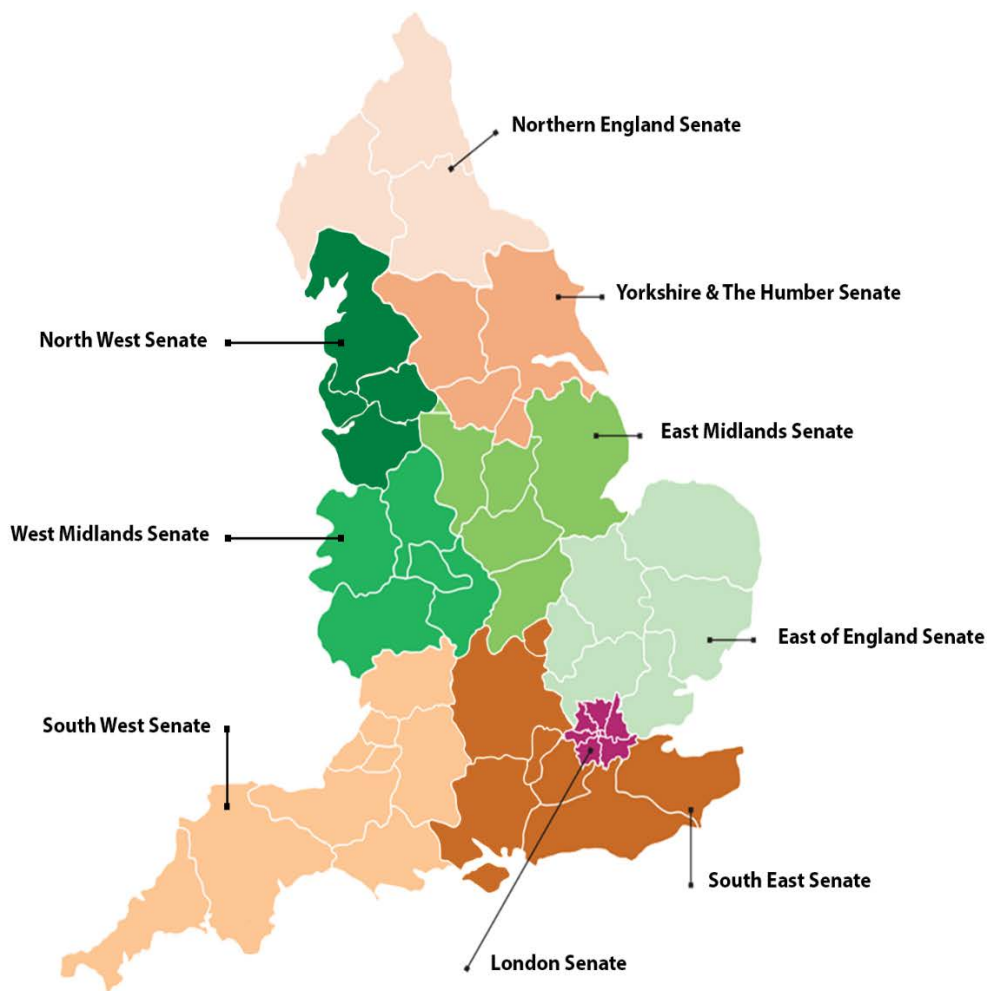 Northern England Senate
Yorkshire & The Humber Senate
North West Senate
East Midlands Senate
West Midlands Senate
East of England Senate
South West Senate
South East Senate
London Senate